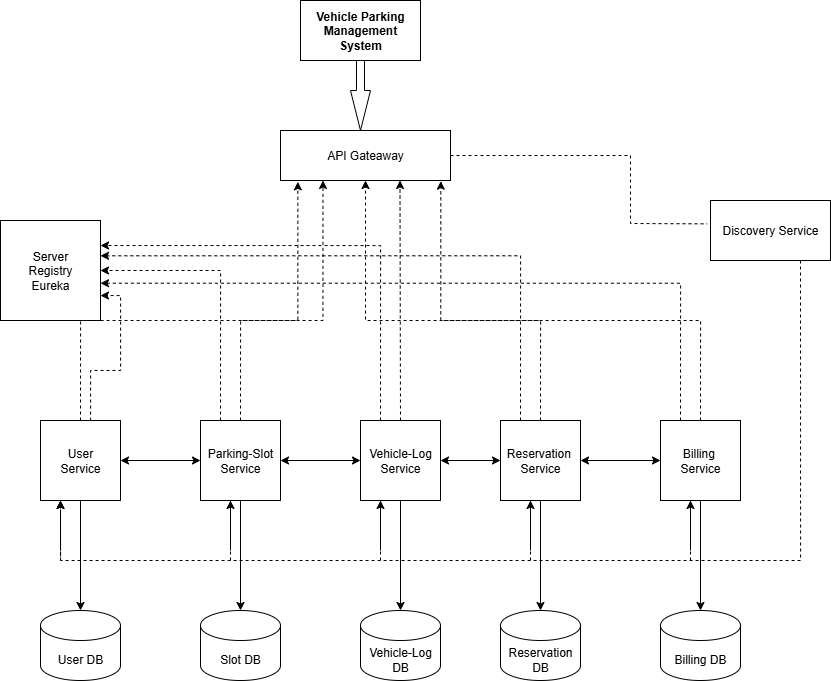 Vehicle Parking
Management
System
API Gateaway
Discovery Service
Server
Registry
Eureka
User
Service
Parking-Slot
Service
Vehicle-Log
Service
Reservation
Service
Billing
Service
User DB
Slot DB
Vehicle-Log
DB
Reservation
DB
Billing DB